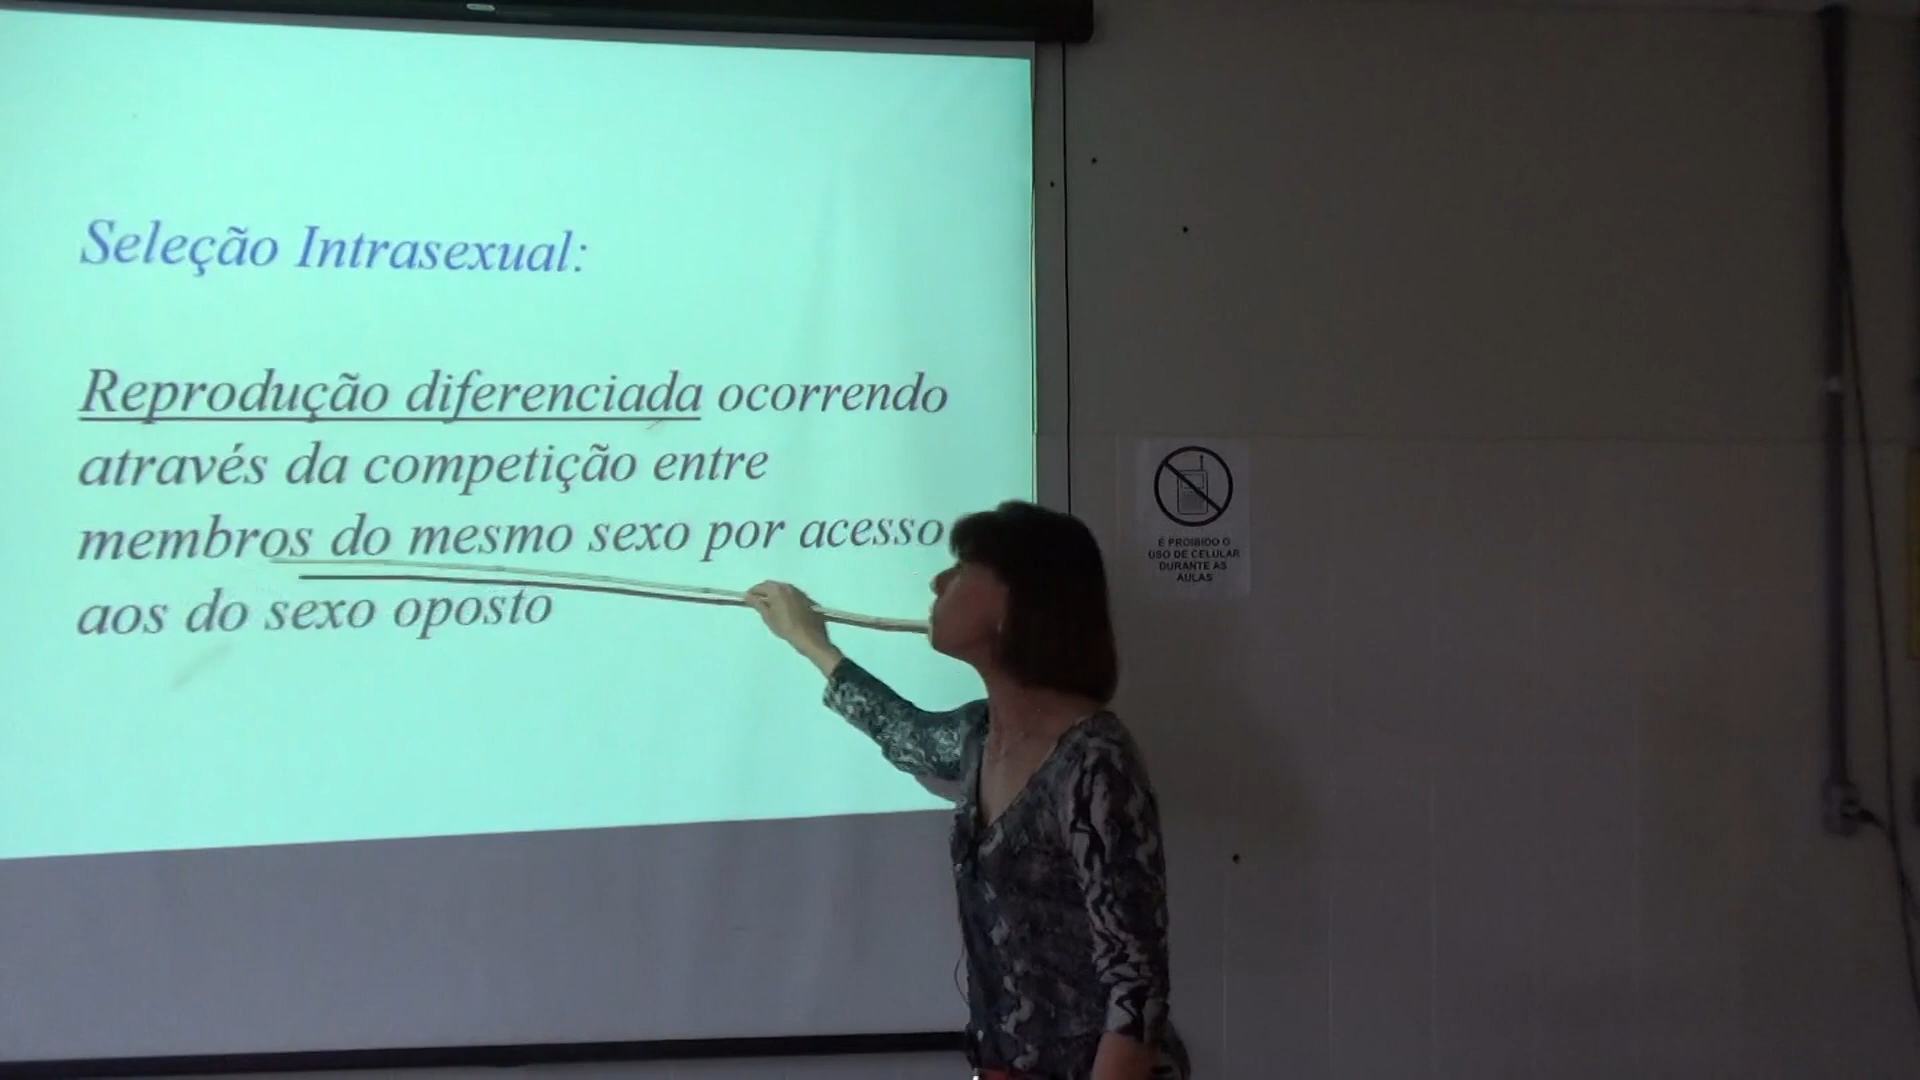 Seleção Intrasexual:
Reprodução diferenciada ocorrendo
através da competição entre
membros do mesmo sexo por acesso
aos do sexo oposto
É PROIBIDO O
USO DE CELULAR
DURANTE AS
AULAS